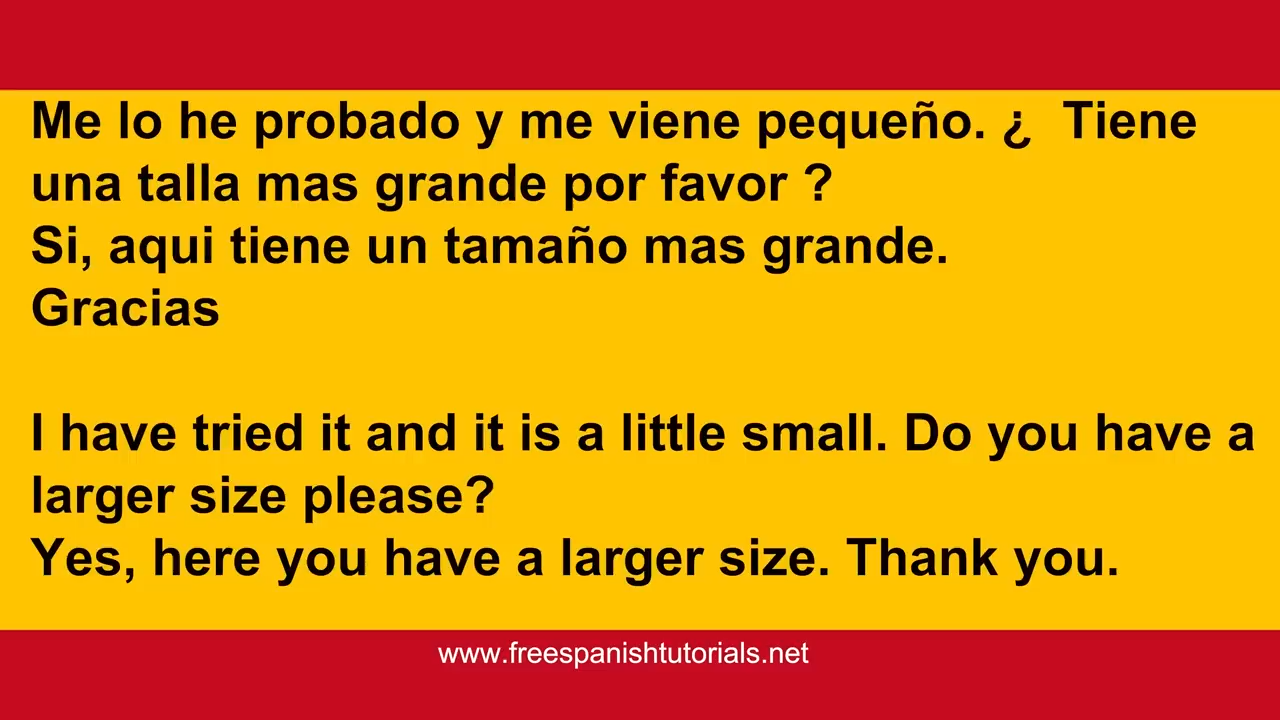 Me lo he probado y me viene pequeño. ¿  Tiene
una talla mas grande por favor ?
Si, aqui tiene un tamaño mas grande.
Gracias
I have tried it and it is a little small. Do you have a
larger size please?
Yes, here you have a larger size. Thank you.
www.freespanishtutorials.net